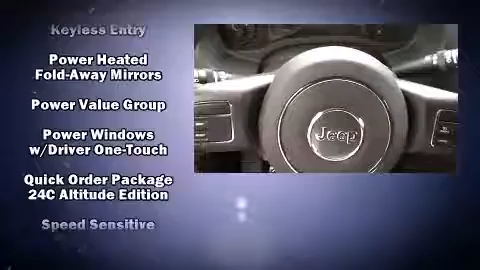 Keyless Entry
Power Heated
Fold-Away Mirrors
Power Value Group
Power Windows
w/Driver One-Touch
Quick Order Package
24C Altitude Edition
Speed Sensitive
Jeep